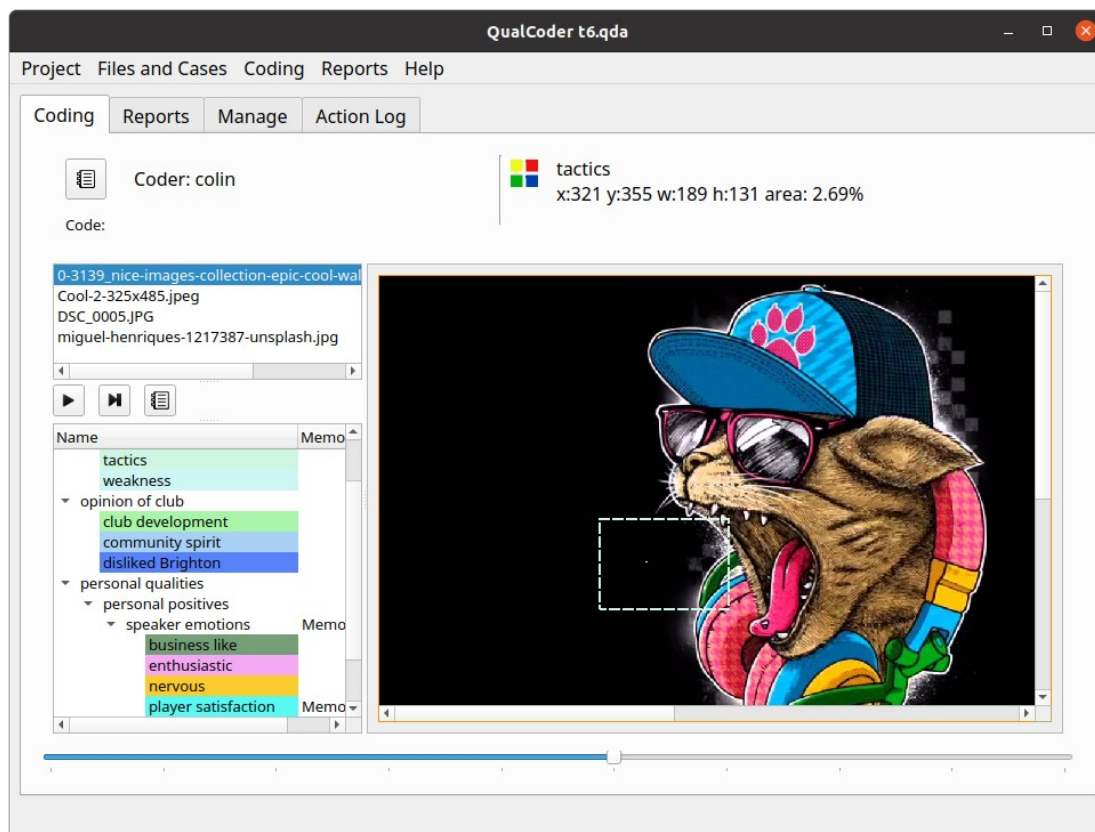 QualCoder t6.qda
Project Files and Cases Coding Reports Help
Coding Reports Manage Action Log
Coder: colin
tactics
x:321 y:355 w:189 h:131 area: 2.69%
Code:
0-3139_nice-images-collection-epic-cool-wal
Cool-2-325x485.jpeg
DSC_0005.JPG
miguel-henriques-1217387-unsplash.jpg
Name Memo
tactics
weakness
opinion of club
club development
community spirit
disliked Brighton
personal qualities
personal positives
speaker emotions Memo
business like
enthusiastic
nervous
player satisfaction Memo